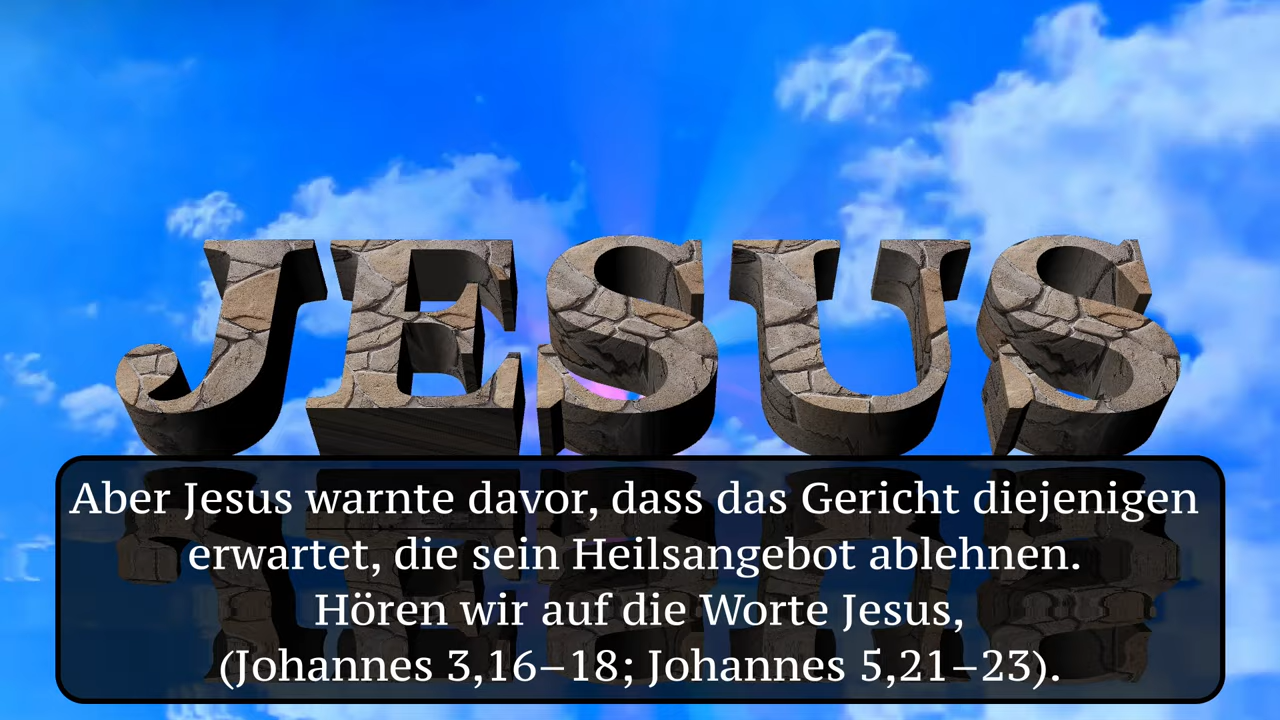 JESUS
Aber Jesus warnte davor, dass das Gericht diejenigen
erwartet, die sein Heilsangebot ablehnen.
Hören wir auf die Worte Jesus,
(Johannes 3,16–18; Johannes 5,21–23).